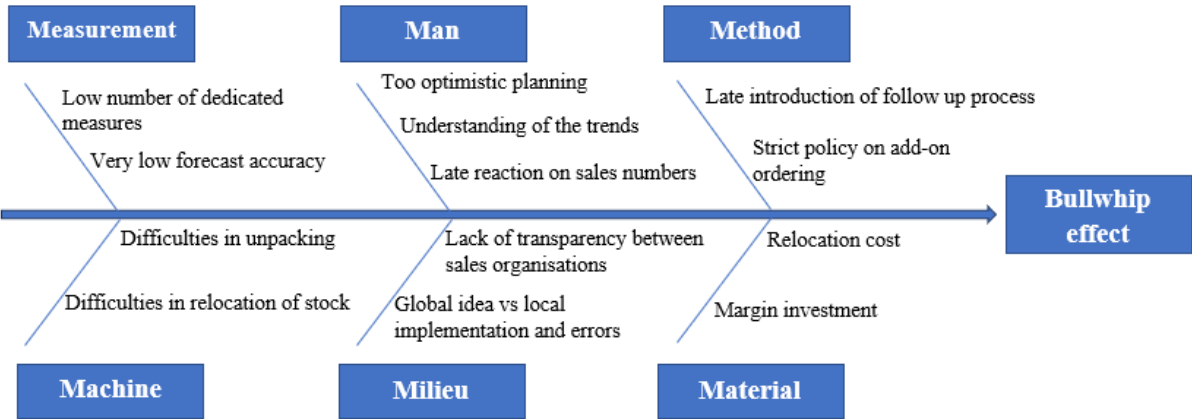 Measurement
Man
Method
Low number of dedicated
measures
Very low forecast accuracy
Too optimistic planning
Understanding of the trends
Late reaction on sales numbers
Late introduction of follow up process
Strict policy on add-on
ordering
Bullwhip
effect
Difficulties in unpacking
Difficulties in relocation of stock
Lack of transparency between
sales organisations
Global idea vs local
implementation and errors
Relocation cost
Margin investment
Machine
Milieu
Material